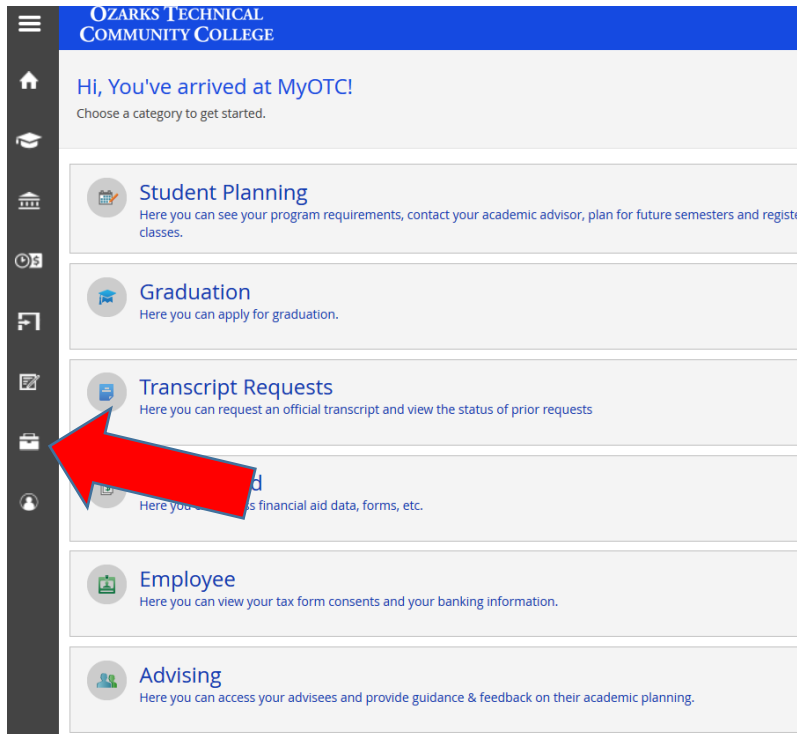 OZARKS TECHNICAL
COMMUNITY COLLEGE
Hi, You've arrived at MyOTC!
Choose a category to get started.
Student Planning
Here you can see your program requirements, contact your academic advisor, plan for future semesters and
classes.
Graduation
Here you can apply for graduation.
Transcript Requests
Here you can request an official transcript and view the status of prior requests
Here financial aid data, forms, etc.
Employee
Here you can view your tax form consents and your banking information.
Advising
Here you can access your advisees and provide guidance & feedback on their academic planning.